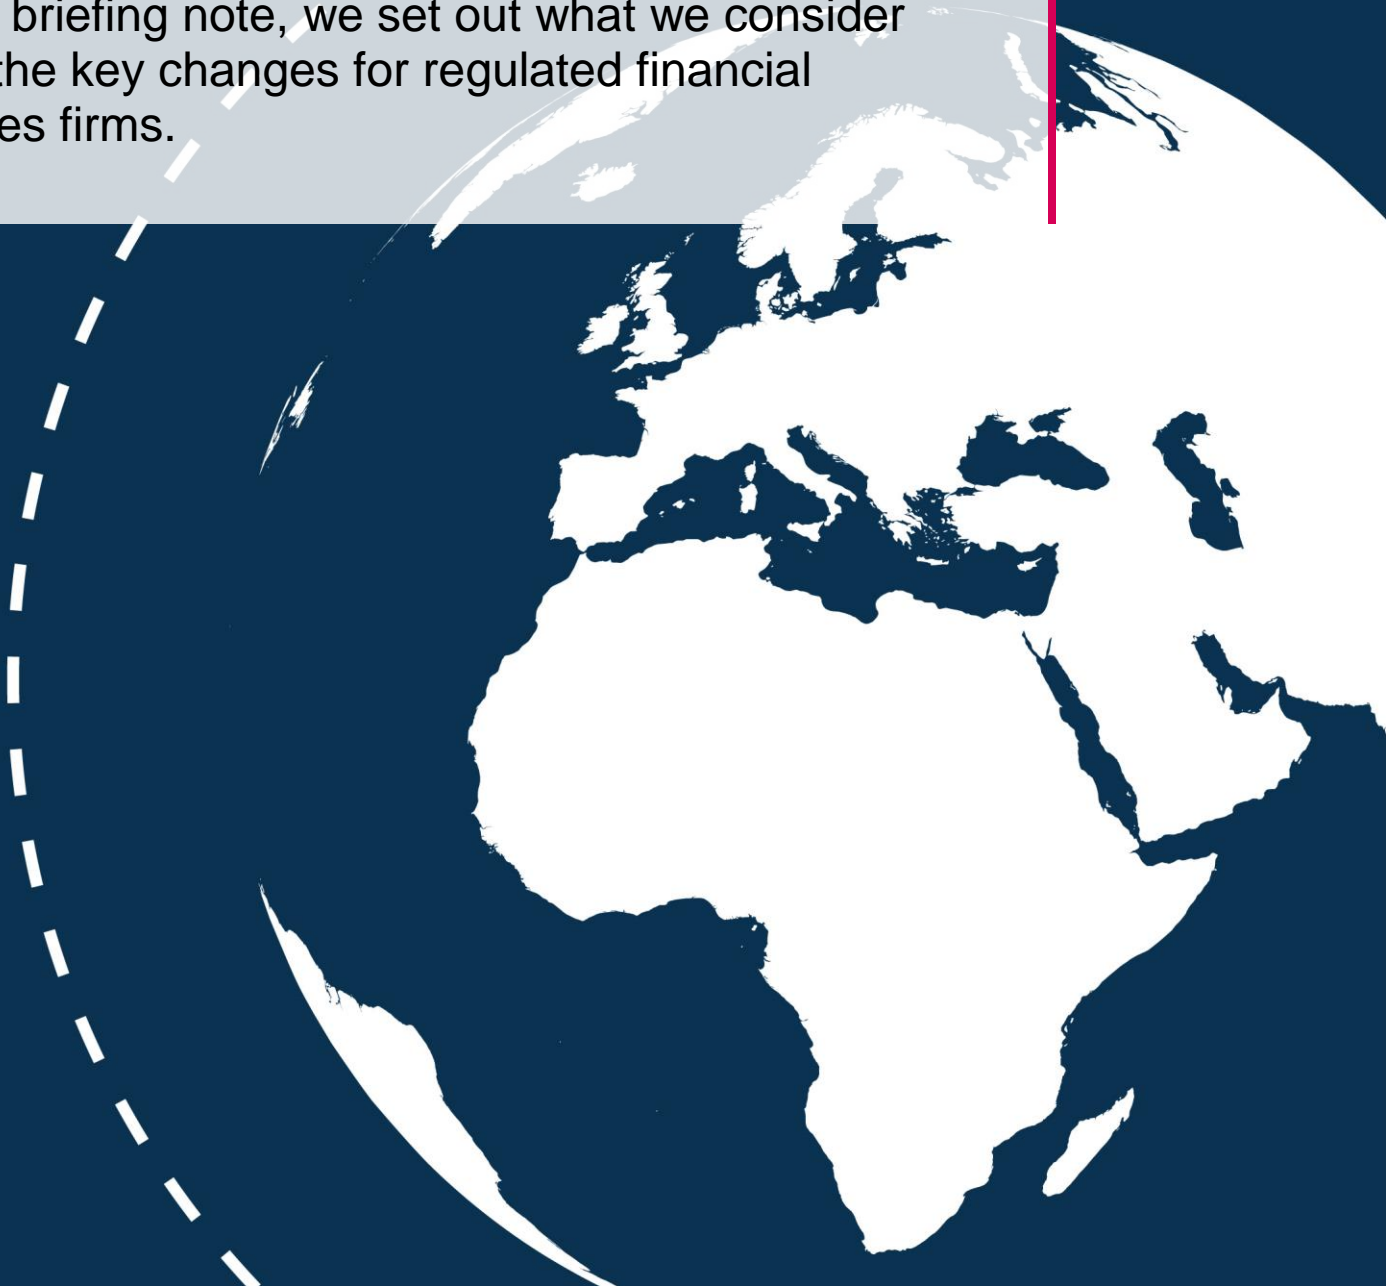 briefing note, we set out what we consider
the key changes for regulated financial
es firms.